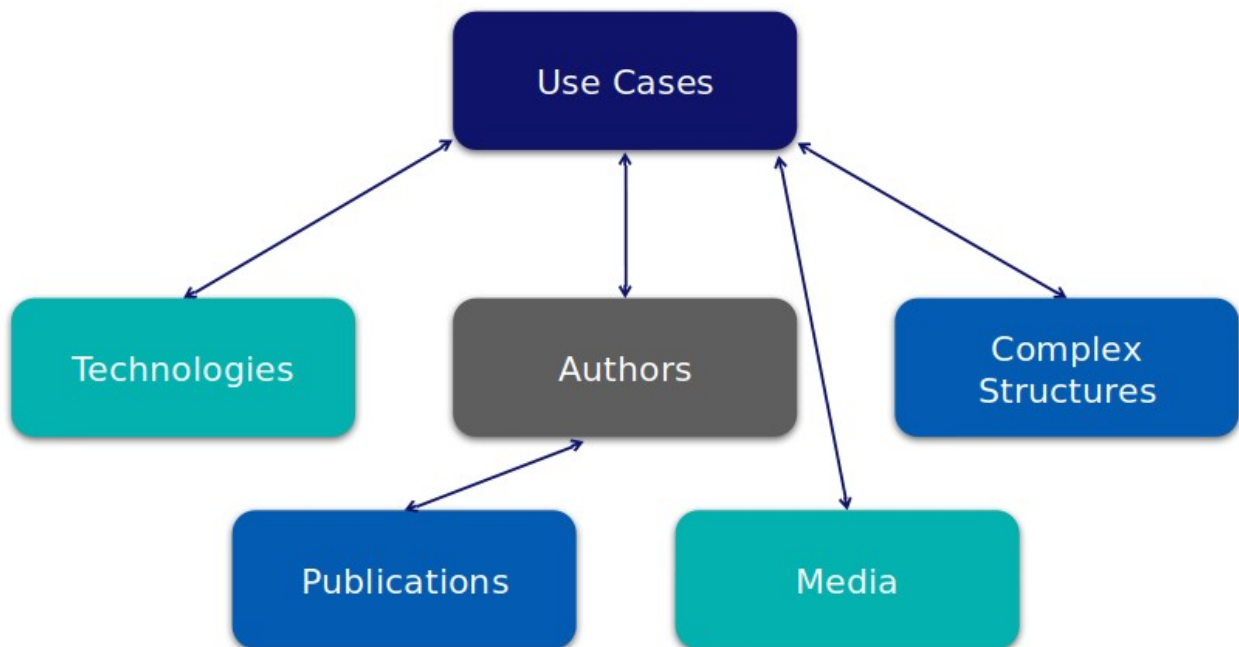 Use Cases
Technologies
Authors
Complex
Structures
Publications
Media